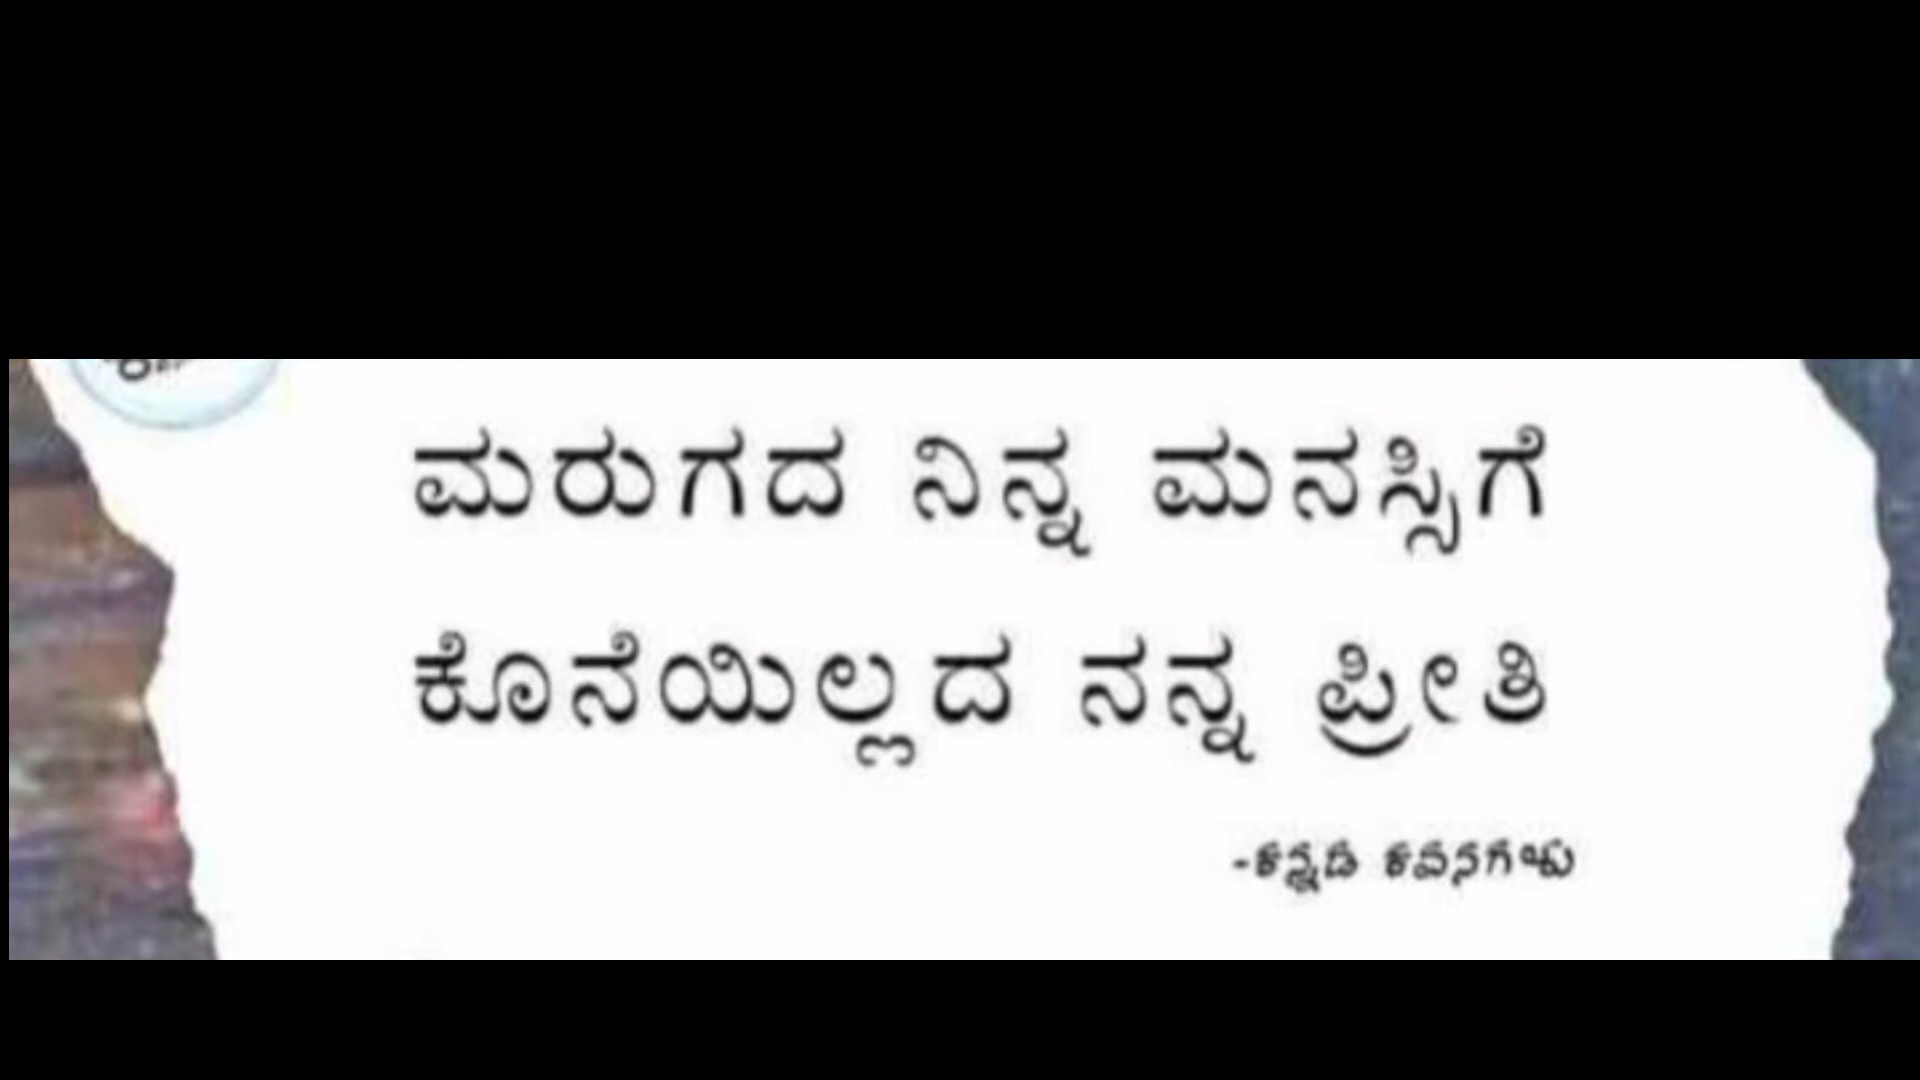 ಮರುಗದ ನಿನ್ನ ಮನಸ್ಸಿಗೆ
ಕೊನೆಯಿಲ್ಲದ ನನ್ನ ಪ್ರೀತಿ
-ಕನ್ನಡ ಕವನಗಳು